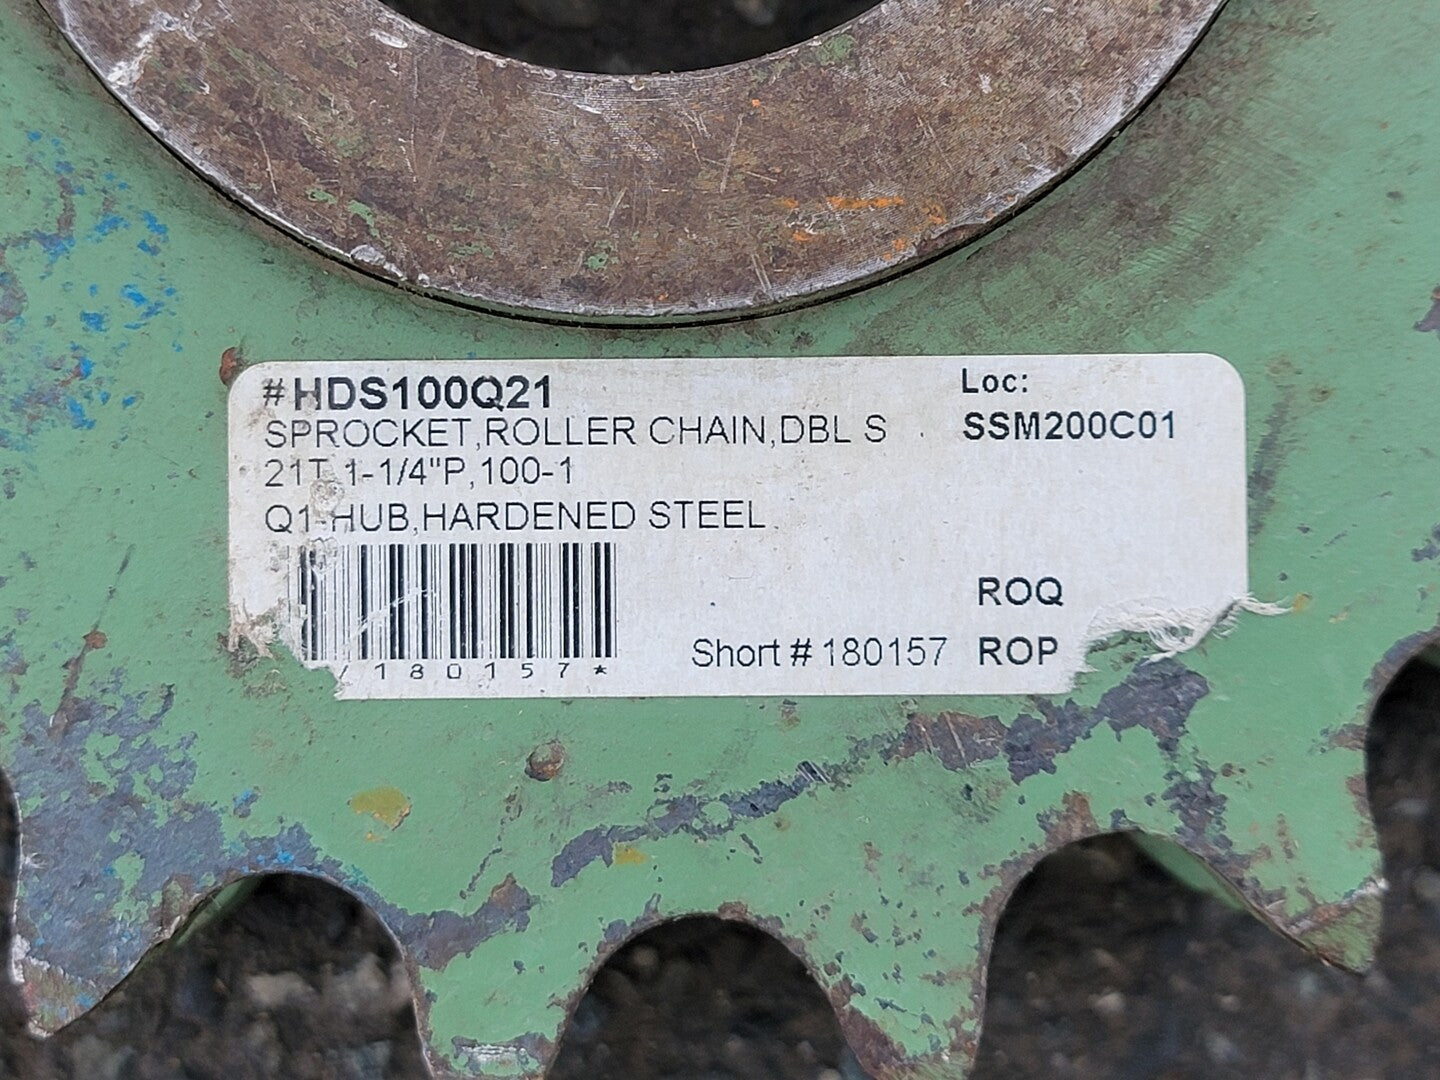 #HDS100Q21
SPROCKET,ROLLER CHAIN,DBL S
21T 1-1/4"P,100-1
Q1-HUB,HARDENED STEEL
180157*
Short # 180157
Loc:
SSM200C01
ROQ
ROP